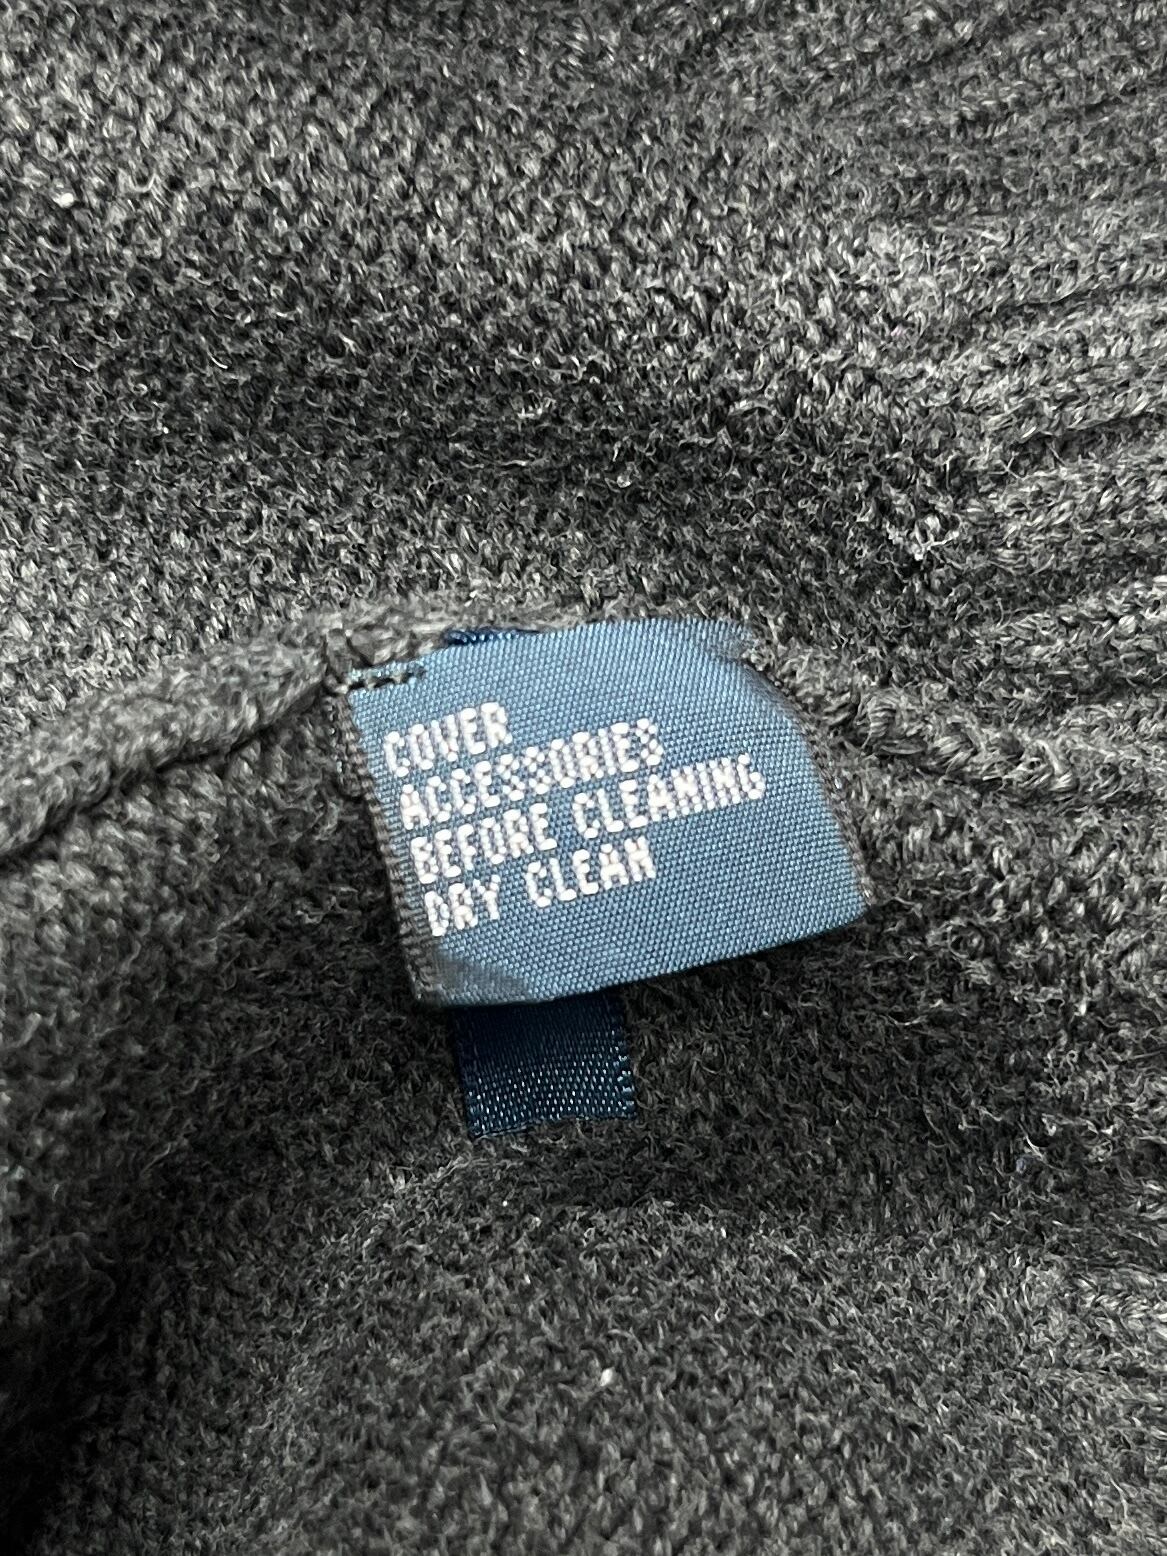 COVER
ACCESSORIES
BEFORE CLEANING
DRY CLEAN